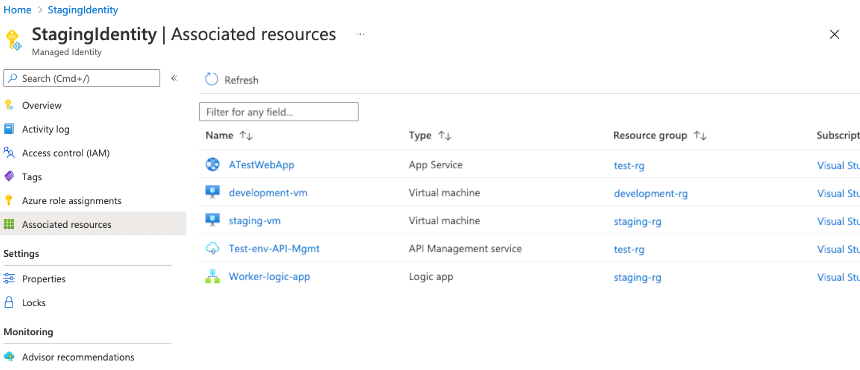 Home > StagingIdentity
StagingIdentity | Associated resources ...
Managed Identity
Search (Cmd+/) «
Overview
Activity log
Access control (IAM)
Tags
Azure role assignments
Associated resources
Settings
Properties
Locks
Monitoring
Advisor recommendations
Refresh
Filter for any field...
Name ↑↓ Type ↑↓ Resource group ↑↓ Subscript
ATestWebApp App Service test-rg Visual Stu
development-vm Virtual machine development-rg Visual Stu
staging-vm Virtual machine staging-rg Visual Stu
Test-env-API-Mgmt API Management service test-rg Visual Stu
Worker-logic-app Logic app staging-rg Visual Stu